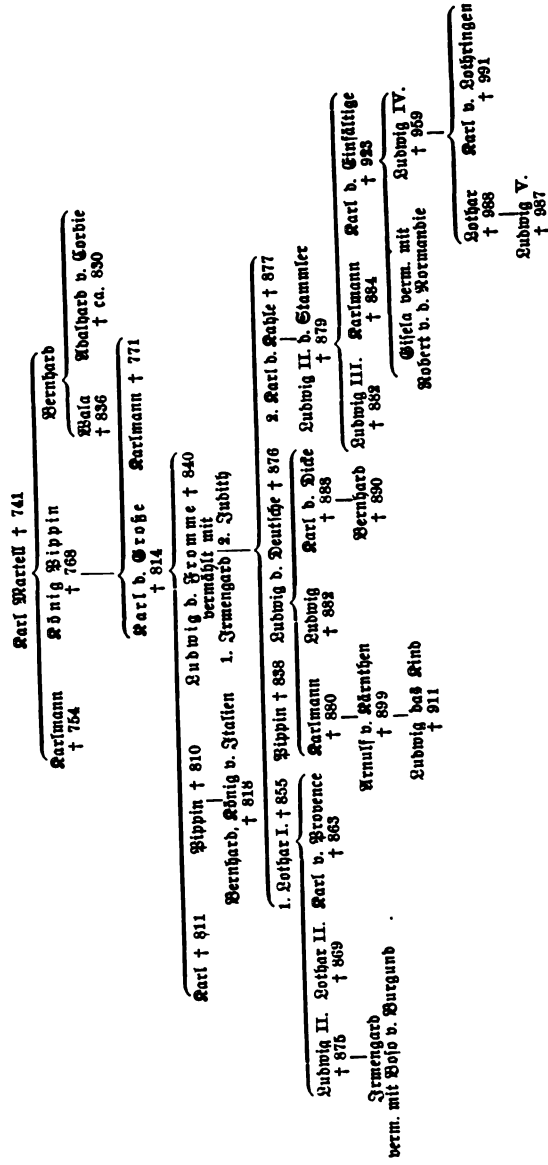 Karl Martell † 741
Karlmann König Pippin Bernhard
† 754 † 768
Wala Adalhard v. Corbie
† 836 † ca. 830
Karl d. Große Karlmann † 771
† 814
Karl † 811 Pippin † 810 Ludwig d. Fromme † 840
vermählt mit
Bernhard, König v. Italien 1. Irmengard 2. Judith
† 818
1. Lothar I. † 855 Pippin † 838 Ludwig d. Deutsche † 876 2. Karl d. Kahle † 877
Ludwig II. Lothar II. Karl v. Provence Karlmann Ludwig Karl d. Dicke Ludwig II. d. Stammler
† 875 † 869 † 863 † 880 † 882 † 888 † 879
Irmengard Arnulf v. Kärnthen Bernhard Ludwig III. Karlmann Karl d. Einfältige
verm. mit Boso v. Burgund † 899 † 890 † 882 † 884 † 923
Ludwig das Kind Gisela verm. mit Ludwig IV.
† 911 Robert v. d. Normandie † 959
Lothar Karl v. Lothringen
† 988 † 991
Ludwig V.
† 987